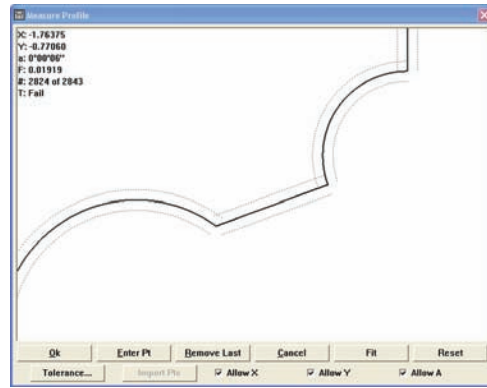 Measure Profile
X: -1.76375
Y: -0.77060
a: 0°00'06"
F: 0.01919
#: 2824 of 2843
T: Fail
Ok Enter Pt Remove Last Cancel Fit Reset
Tolerance... Import Pts Allow X Allow Y Allow A